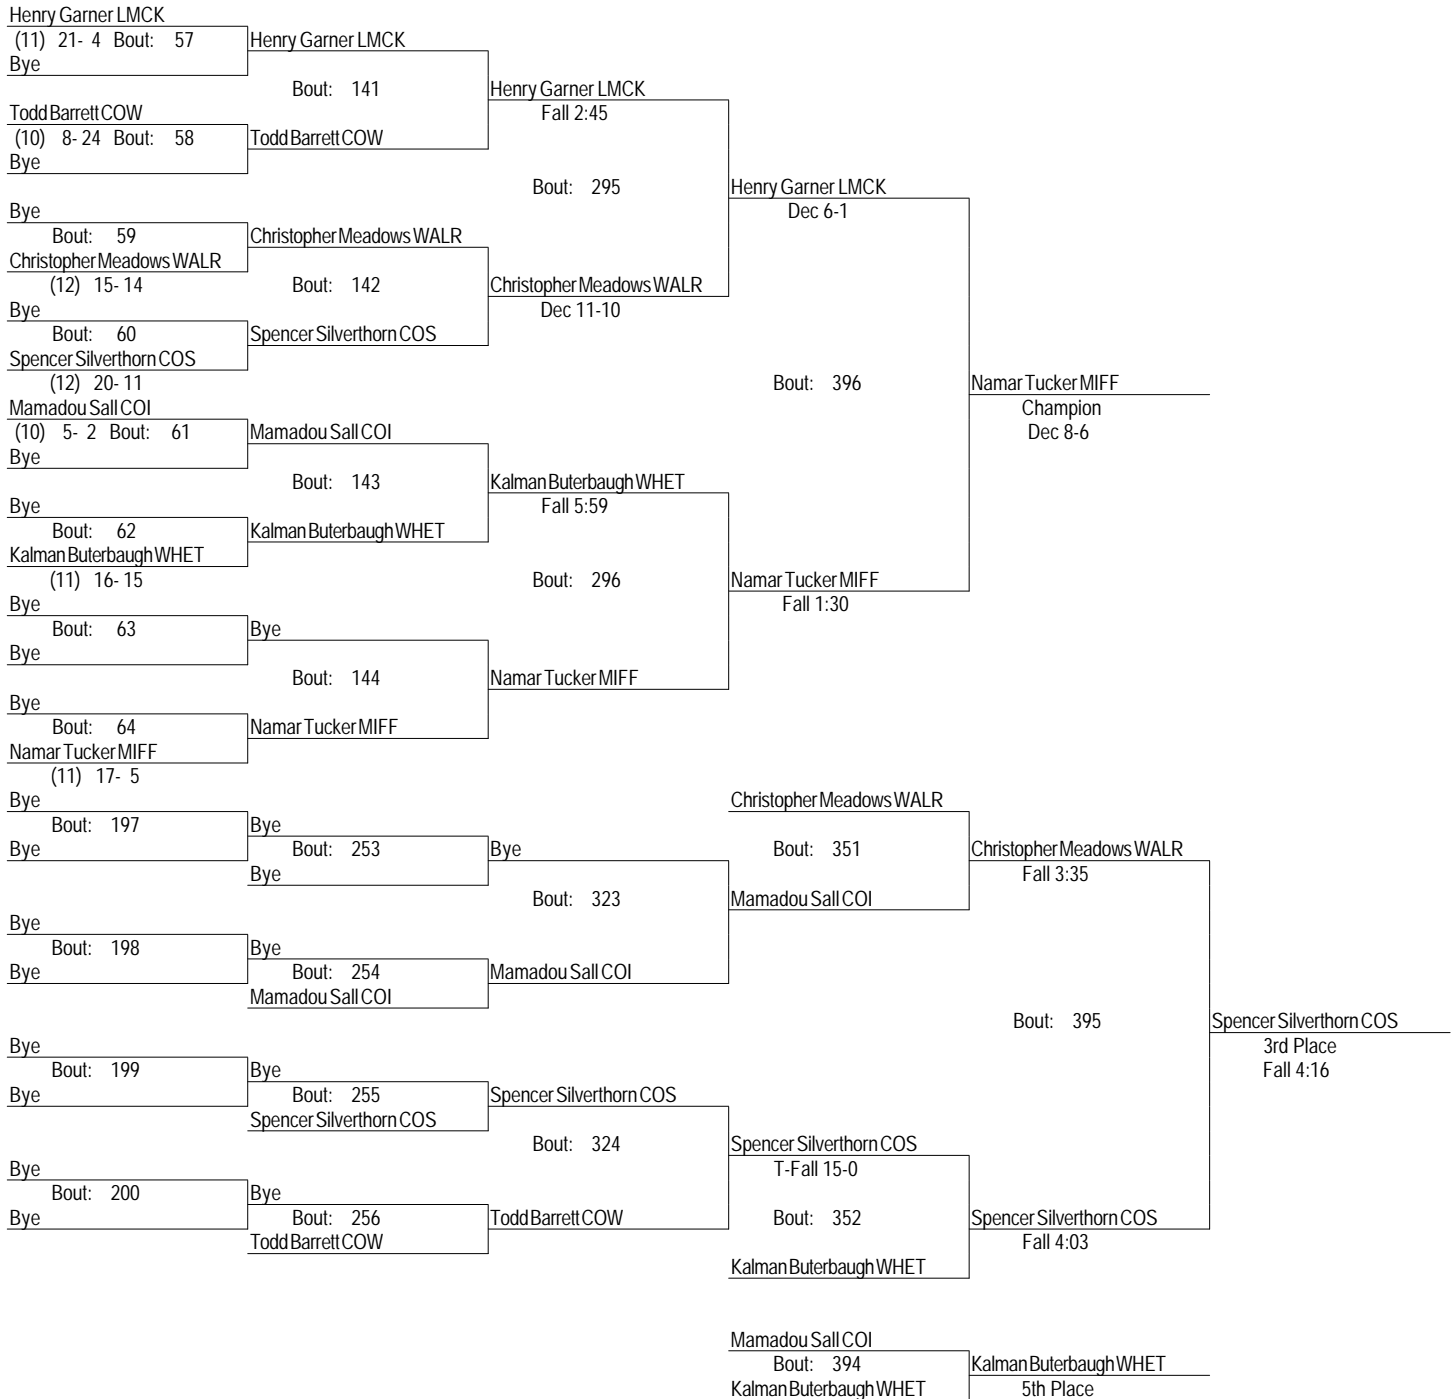 Henry Garner LMCK
(11) 21- 4 Bout: 57 Henry Garner LMCK
Bye
Bout: 141 Henry Garner LMCK
Todd Barrett COW Fall 2:45
(10) 8- 24 Bout: 58 Todd Barrett COW
Bye
Bout: 295 Henry Garner LMCK
Bye Dec 6-1
Bout: 59 Christopher Meadows WALR
Christopher Meadows WALR
(12) 15- 14 Bout: 142 Christopher Meadows WALR
Bye Dec 11-10
Bout: 60 Spencer Silverthorn COS
Spencer Silverthorn COS
(12) 20- 11 Bout: 396 Namar Tucker MIFF
Mamadou Sall COI Champion
(10) 5- 2 Bout: 61 Mamadou Sall COI Dec 8-6
Bye
Bout: 143 Kalman Buterbaugh WHET
Bye Fall 5:59
Bout: 62 Kalman Buterbaugh WHET
Kalman Buterbaugh WHET
(11) 16- 15 Bout: 296 Namar Tucker MIFF
Bye Fall 1:30
Bout: 63 Bye
Bye
Bout: 144 Namar Tucker MIFF
Bye
Bout: 64 Namar Tucker MIFF
Namar Tucker MIFF
(11) 17- 5
Bye Christopher Meadows WALR
Bout: 197 Bye
Bye Bout: 253 Bye Bout: 351 Christopher Meadows WALR
Bye Fall 3:35
Bout: 323 Mamadou Sall COI
Bye
Bout: 198 Bye
Bye Bout: 254 Mamadou Sall COI
Mamadou Sall COI
Bout: 395 Spencer Silverthorn COS
Bye 3rd Place
Bout: 199 Bye Fall 4:16
Bye Bout: 255 Spencer Silverthorn COS
Spencer Silverthorn COS
Bout: 324 Spencer Silverthorn COS
Bye T-Fall 15-0
Bout: 200 Bye
Bye Bout: 256 Todd Barrett COW Bout: 352 Spencer Silverthorn COS
Todd Barrett COW Fall 4:03
Kalman Buterbaugh WHET
Mamadou Sall COI
Bout: 394 Kalman Buterbaugh WHET
Kalman Buterbaugh WHET 5th Place